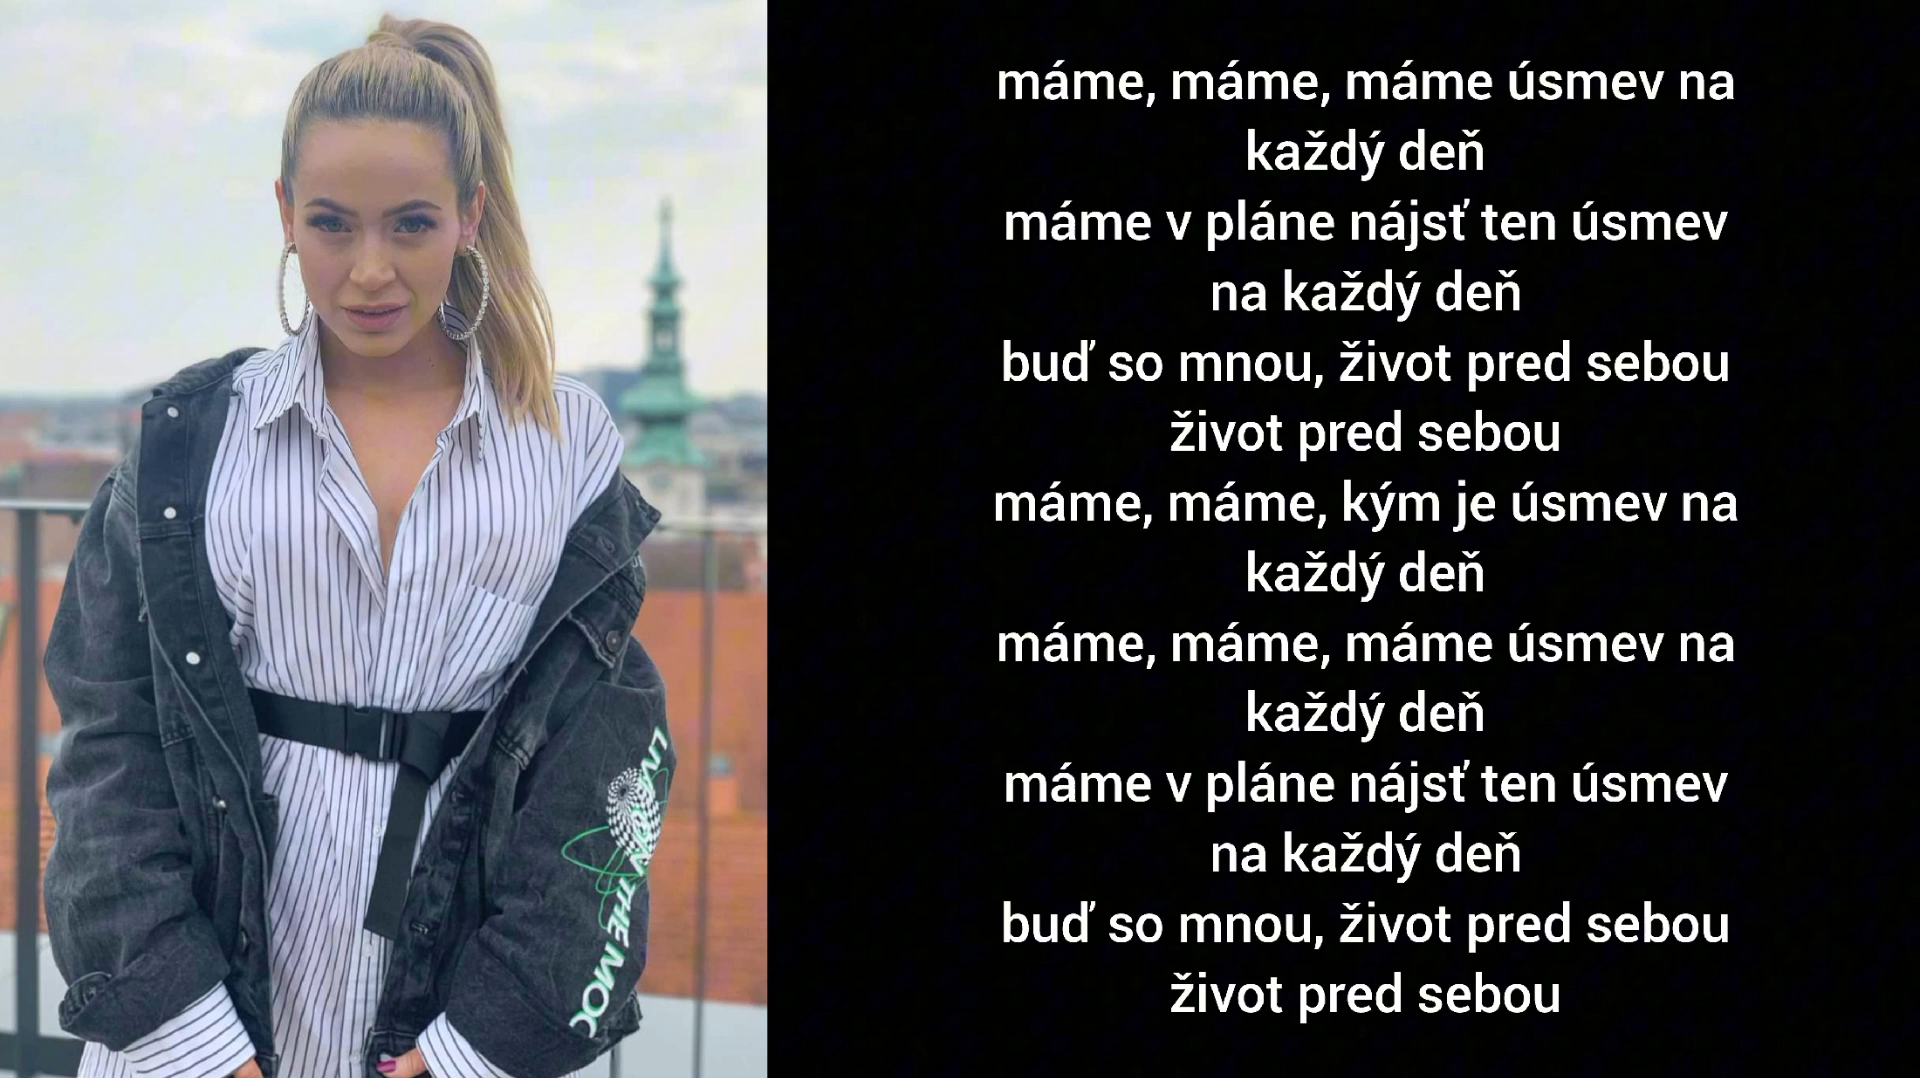 máme, máme, máme úsmev na
každý deň
máme v pláne nájsť ten úsmev
na každý deň
buď so mnou, život pred sebou
život pred sebou
máme, máme, kým je úsmev na
každý deň
máme, máme, máme úsmev na
každý deň
máme v pláne nájsť ten úsmev
na každý deň
buď so mnou, život pred sebou
život pred sebou
THE MOO